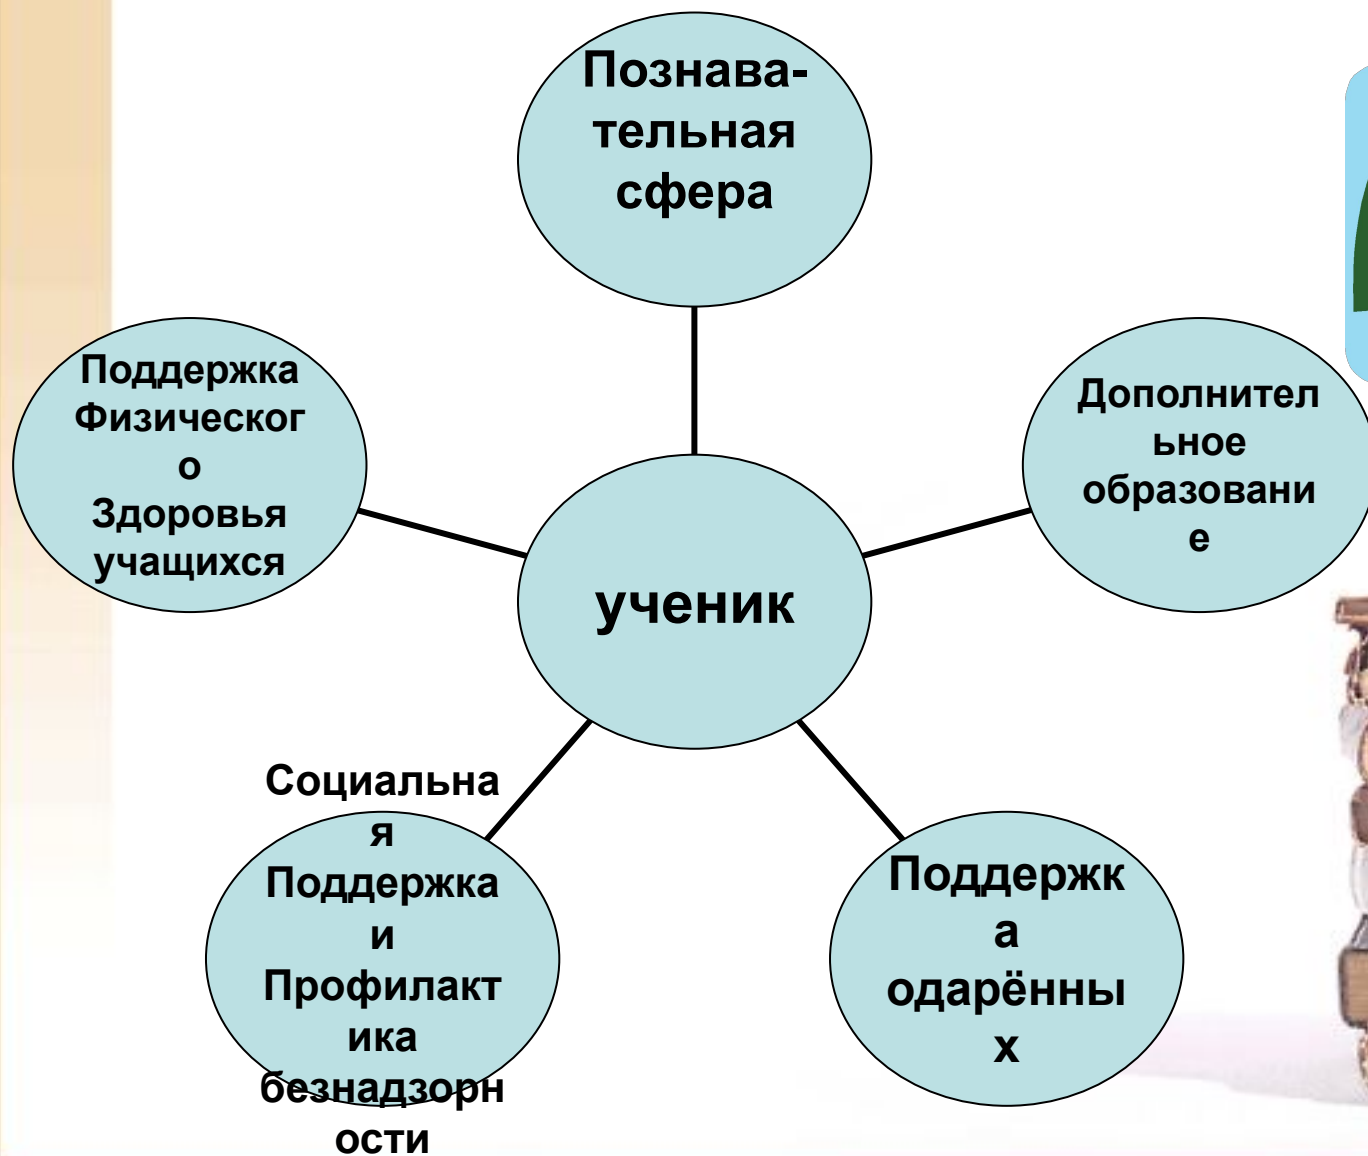 Познава-
тельная
сфера
Поддержка
Физическог
о
Здоровья
учащихся
Дополнител
ьное
образовани
е
ученик
Социальна
я
Поддержка
и
Профилакт
ика
безнадзорн
ости
Поддержк
а
одарённы
х